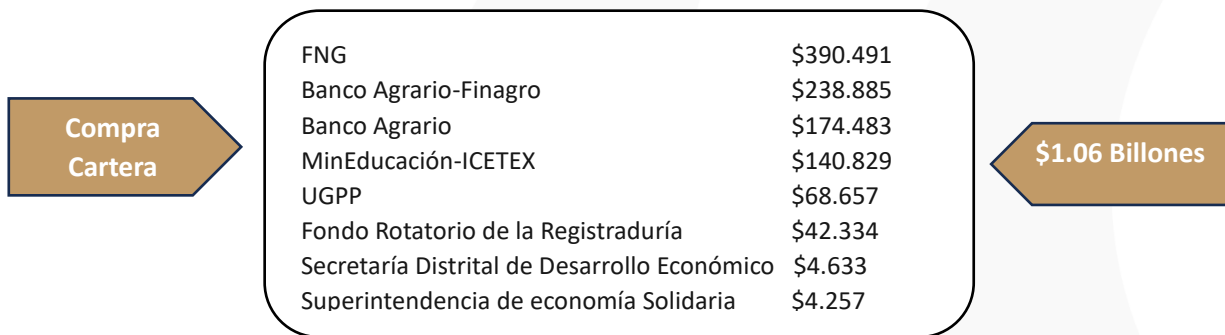 Compra
Cartera
FNG $390.491
Banco Agrario-Finagro $238.885
Banco Agrario $174.483
MinEducación-ICETEX $140.829
UGPP $68.657
Fondo Rotatorio de la Registraduría $42.334
Secretaría Distrital de Desarrollo Económico $4.633
Superintendencia de economía Solidaria $4.257
$1.06 Billones